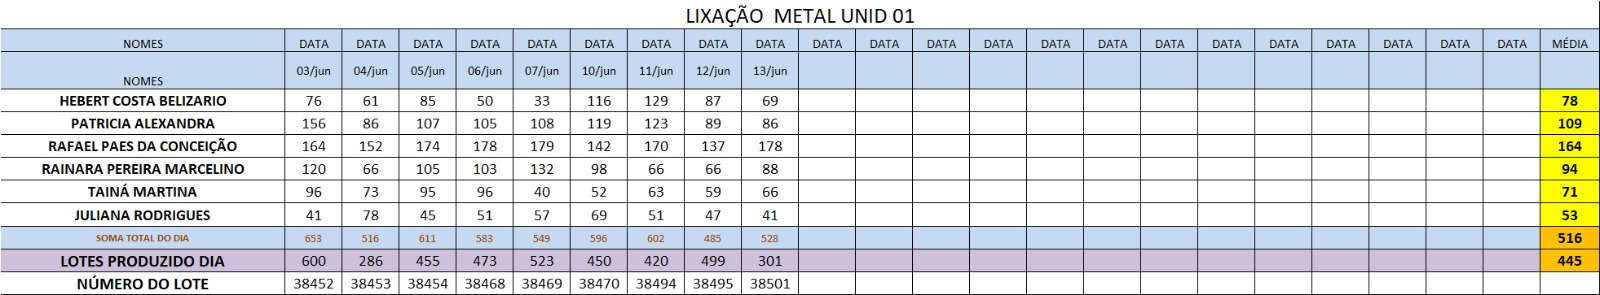 LIXAÇÃO METAL UNID 01
NOMES DATA DATA DATA DATA DATA DATA DATA DATA DATA DATA DATA DATA DATA DATA DATA DATA DATA DATA DATA DATA DATA DATA MÉDIA
NOMES 03/jun 04/jun 05/jun 06/jun 07/jun 10/jun 11/jun 12/jun 13/jun
HEBERT COSTA BELIZARIO 76 61 85 50 33 116 129 87 69 78
PATRICIA ALEXANDRA 156 86 107 105 108 119 123 89 86 109
RAFAEL PAES DA CONCEIÇÃO 164 152 174 178 179 142 170 137 178 164
RAINARA PEREIRA MARCELINO 120 66 105 103 132 98 66 66 88 94
TAINÁ MARTINA 96 73 95 96 40 52 63 59 66 71
JULIANA RODRIGUES 41 78 45 51 57 69 51 47 41 53
SOMA TOTAL DO DIA 653 516 611 583 549 596 602 485 528 516
LOTES PRODUZIDO DIA 600 286 455 473 523 450 420 499 301 445
NÚMERO DO LOTE 38452 38453 38454 38468 38469 38470 38494 38495 38501